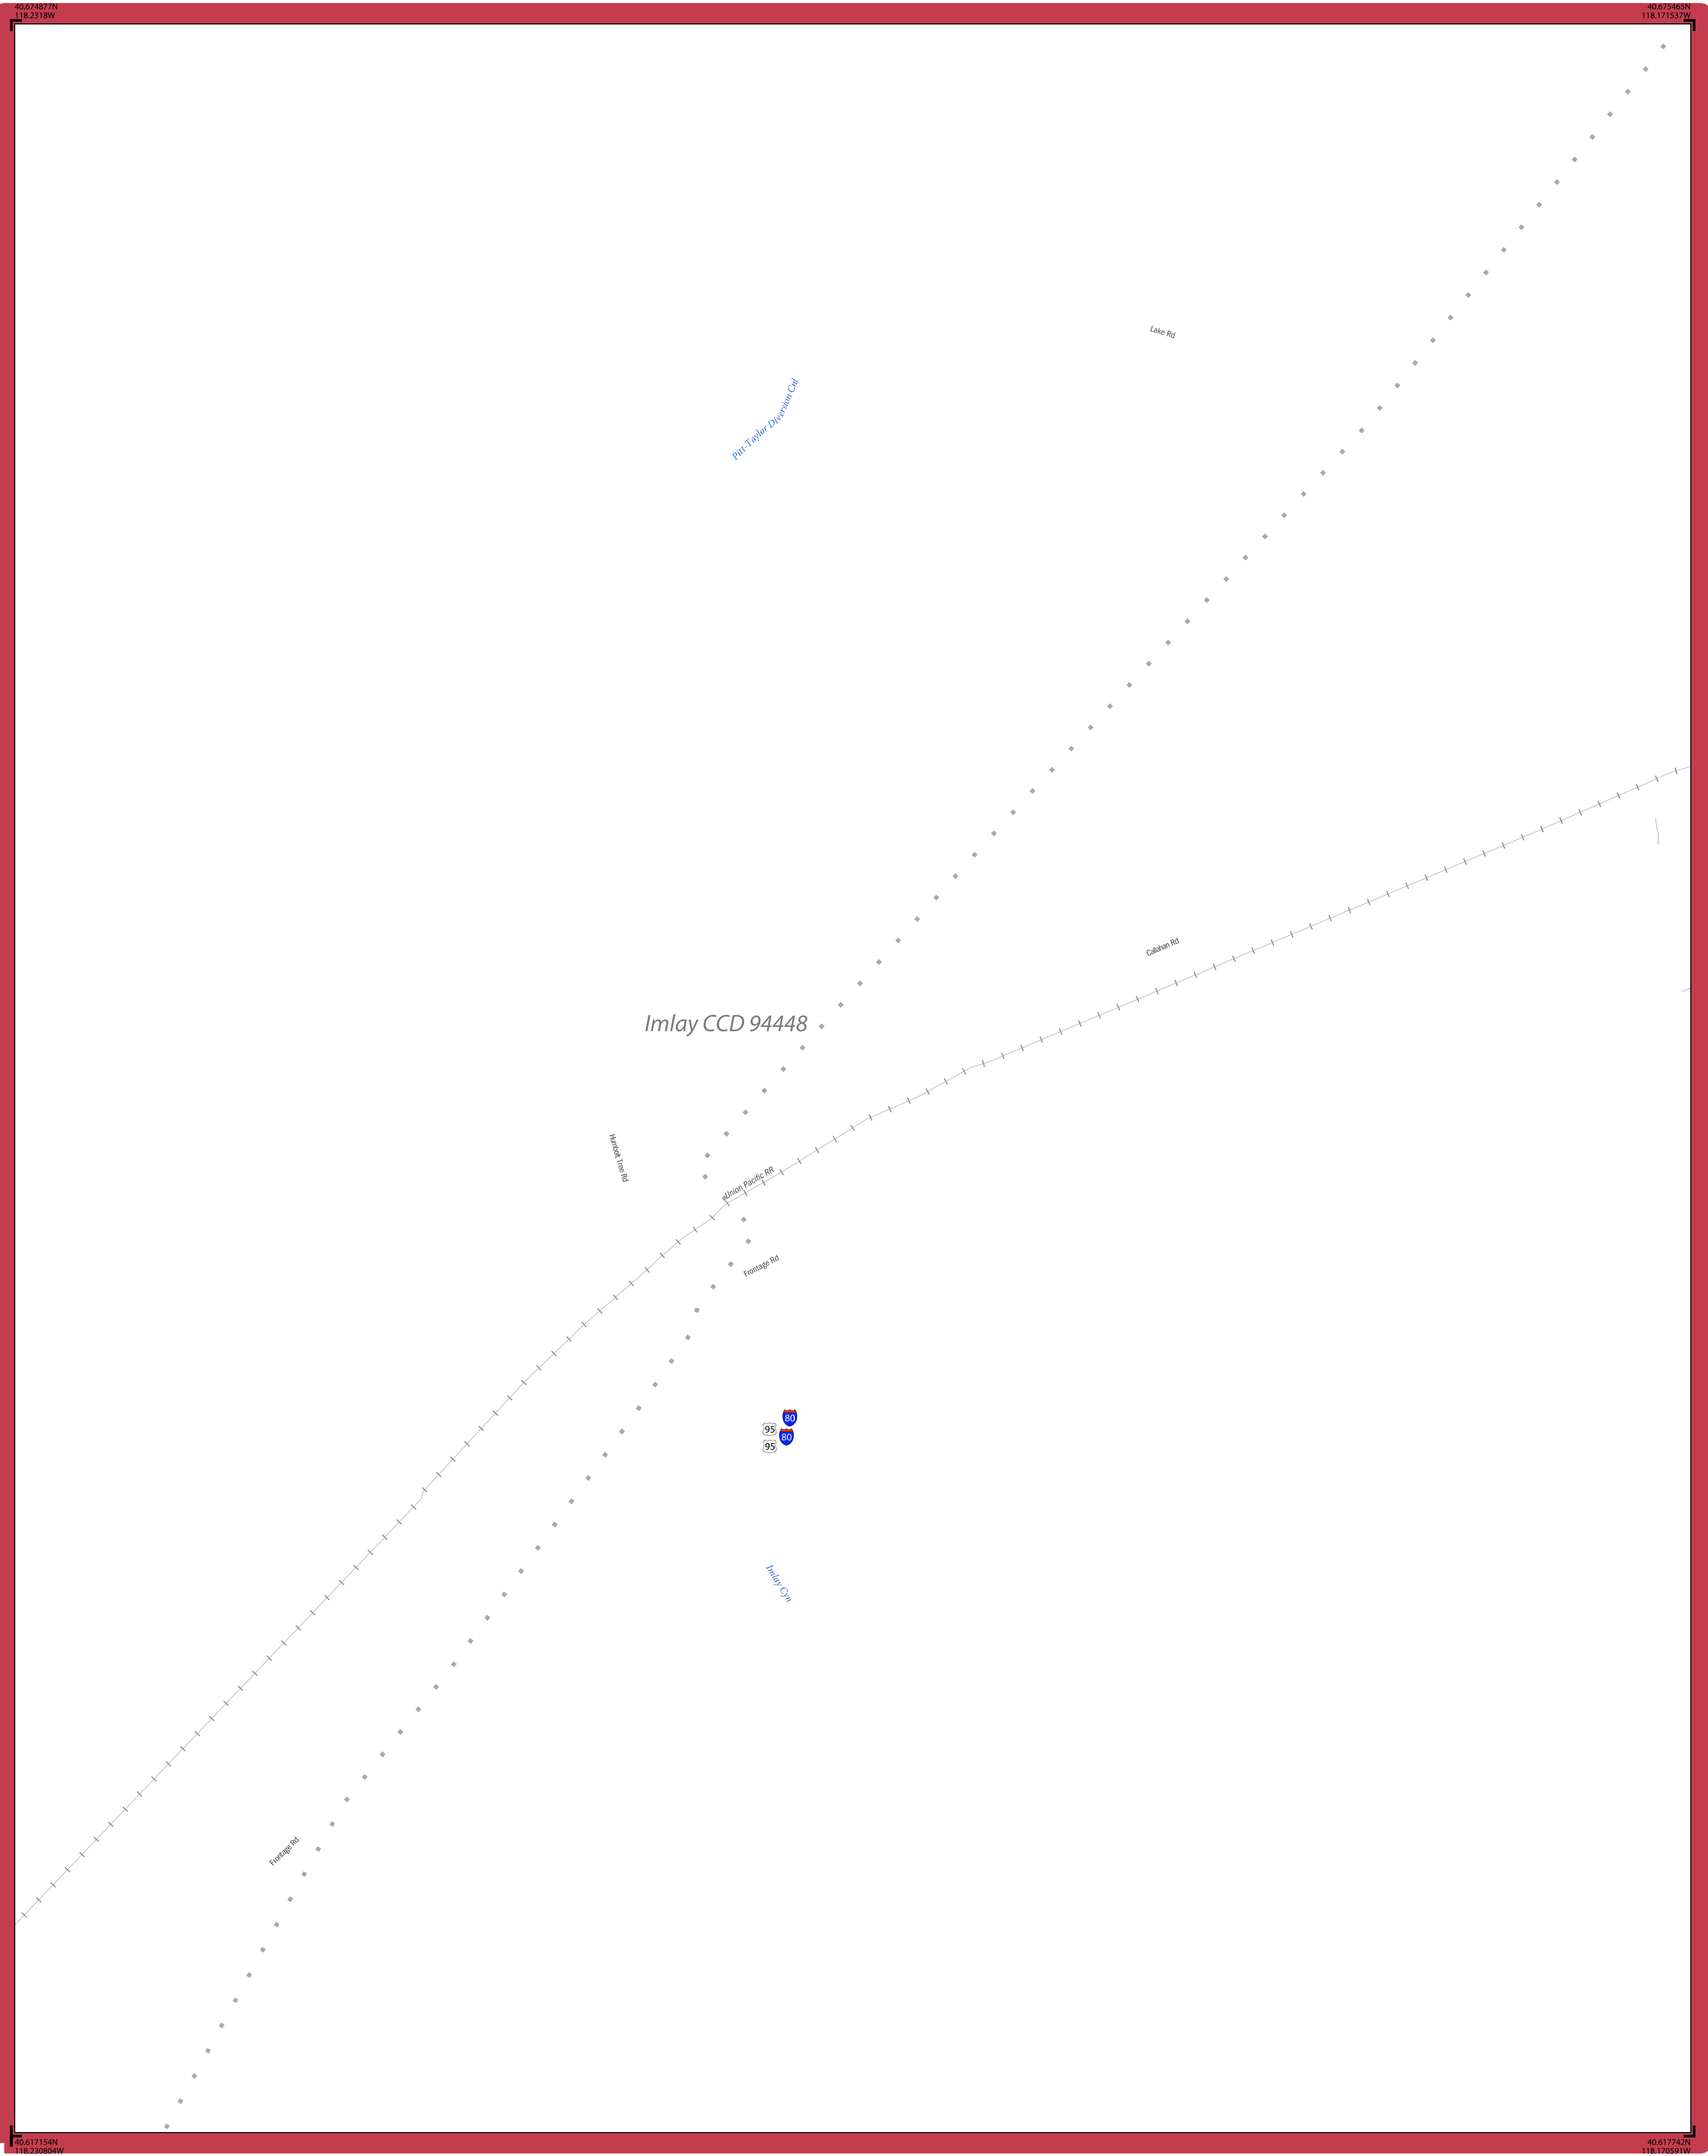 40.674877N
118.2318W
40.675465N
118.171537W
Lake Rd
Pitt-Taylor Diversion Cnl
Callahan Rd
Imlay CCD 94448
Humbolt Tree Rd
Union Pacific RR
Frontage Rd
80
95
80
95
Imlay Cyn
Frontage Rd
40.617154N
118.230804W
40.617742N
118.170591W